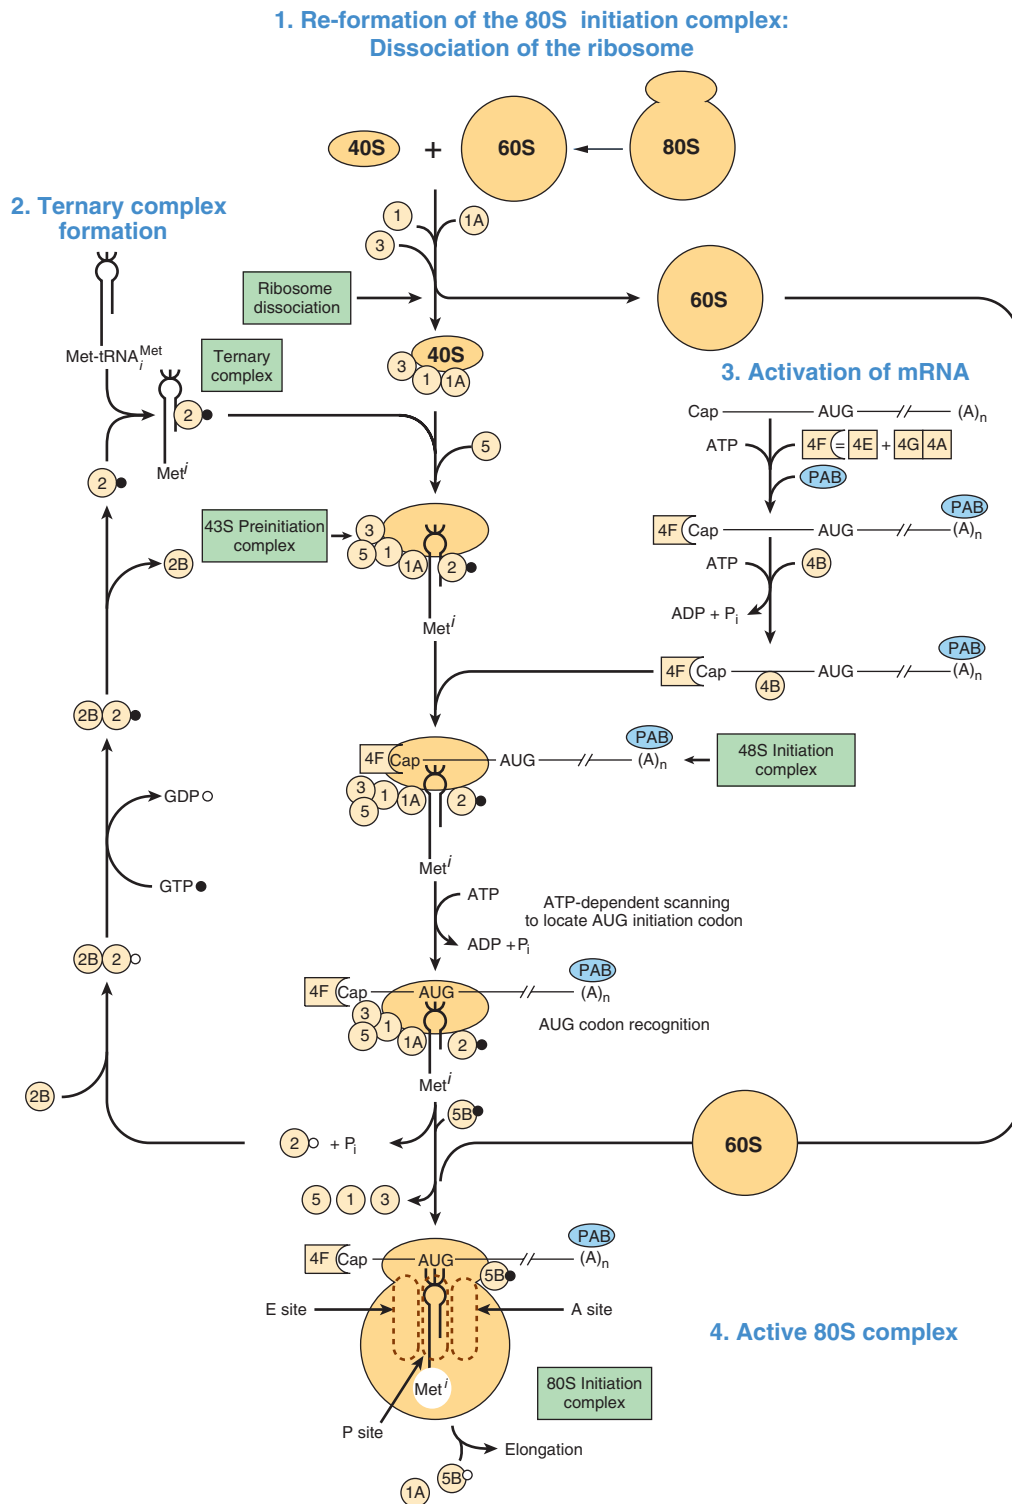 1. Re-formation of the 80S initiation complex:
Dissociation of the ribosome
40S + 60S 80S
2. Ternary complex
formation
1 1A
3
Ribosome
dissociation
60S
Met-tRNAiMet
Ternary
complex
40S
3 1 1A
3. Activation of mRNA
Cap AUG (A)n
ATP 4F = 4E + 4G 4A
PAB
2
Meti
5
2
43S Preinitiation
complex
3
5 1 1A 2
Meti
2B
PAB
4F Cap AUG (A)n
ATP 4B
ADP + Pi
PAB
4F Cap AUG (A)n
4B
2B 2
PAB
4F Cap AUG (A)n
48S Initiation
complex
3 1 1A 2
5
Meti
GDP
GTP
ATP
ADP + Pi
ATP-dependent scanning
to locate AUG initiation codon
2B 2
PAB
4F Cap AUG (A)n
3 1
5 1A 2
AUG codon recognition
Meti
2B
5B
2 + Pi
60S
5 1 3
PAB
4F Cap AUG (A)n
5B
E site A site
4. Active 80S complex
Meti
80S Initiation
complex
P site
Elongation
5B
1A